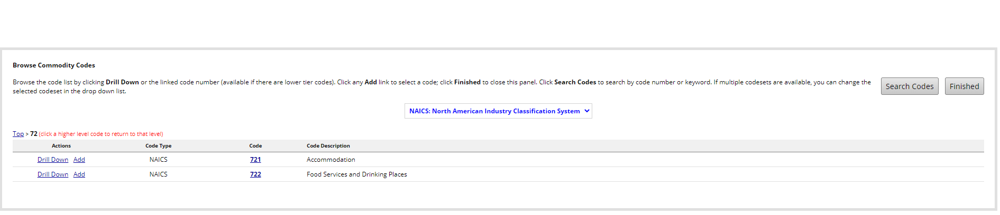 Browse Commodity Codes
Browse the code list by clicking Drill Down or the linked code number (available if there are lower tier codes). Click any Add link to select a code; click Finished to close this panel. Click Search Codes to search by code number or keyword. If multiple codesets are available, you can change the
selected codeset in the drop down list.
Search Codes Finished
NAICS: North American Industry Classification System
Top > 72 (click a higher level code to return to that level)
Actions Code Type Code Code Description
Drill Down Add NAICS 721 Accommodation
Drill Down Add NAICS 722 Food Services and Drinking Places